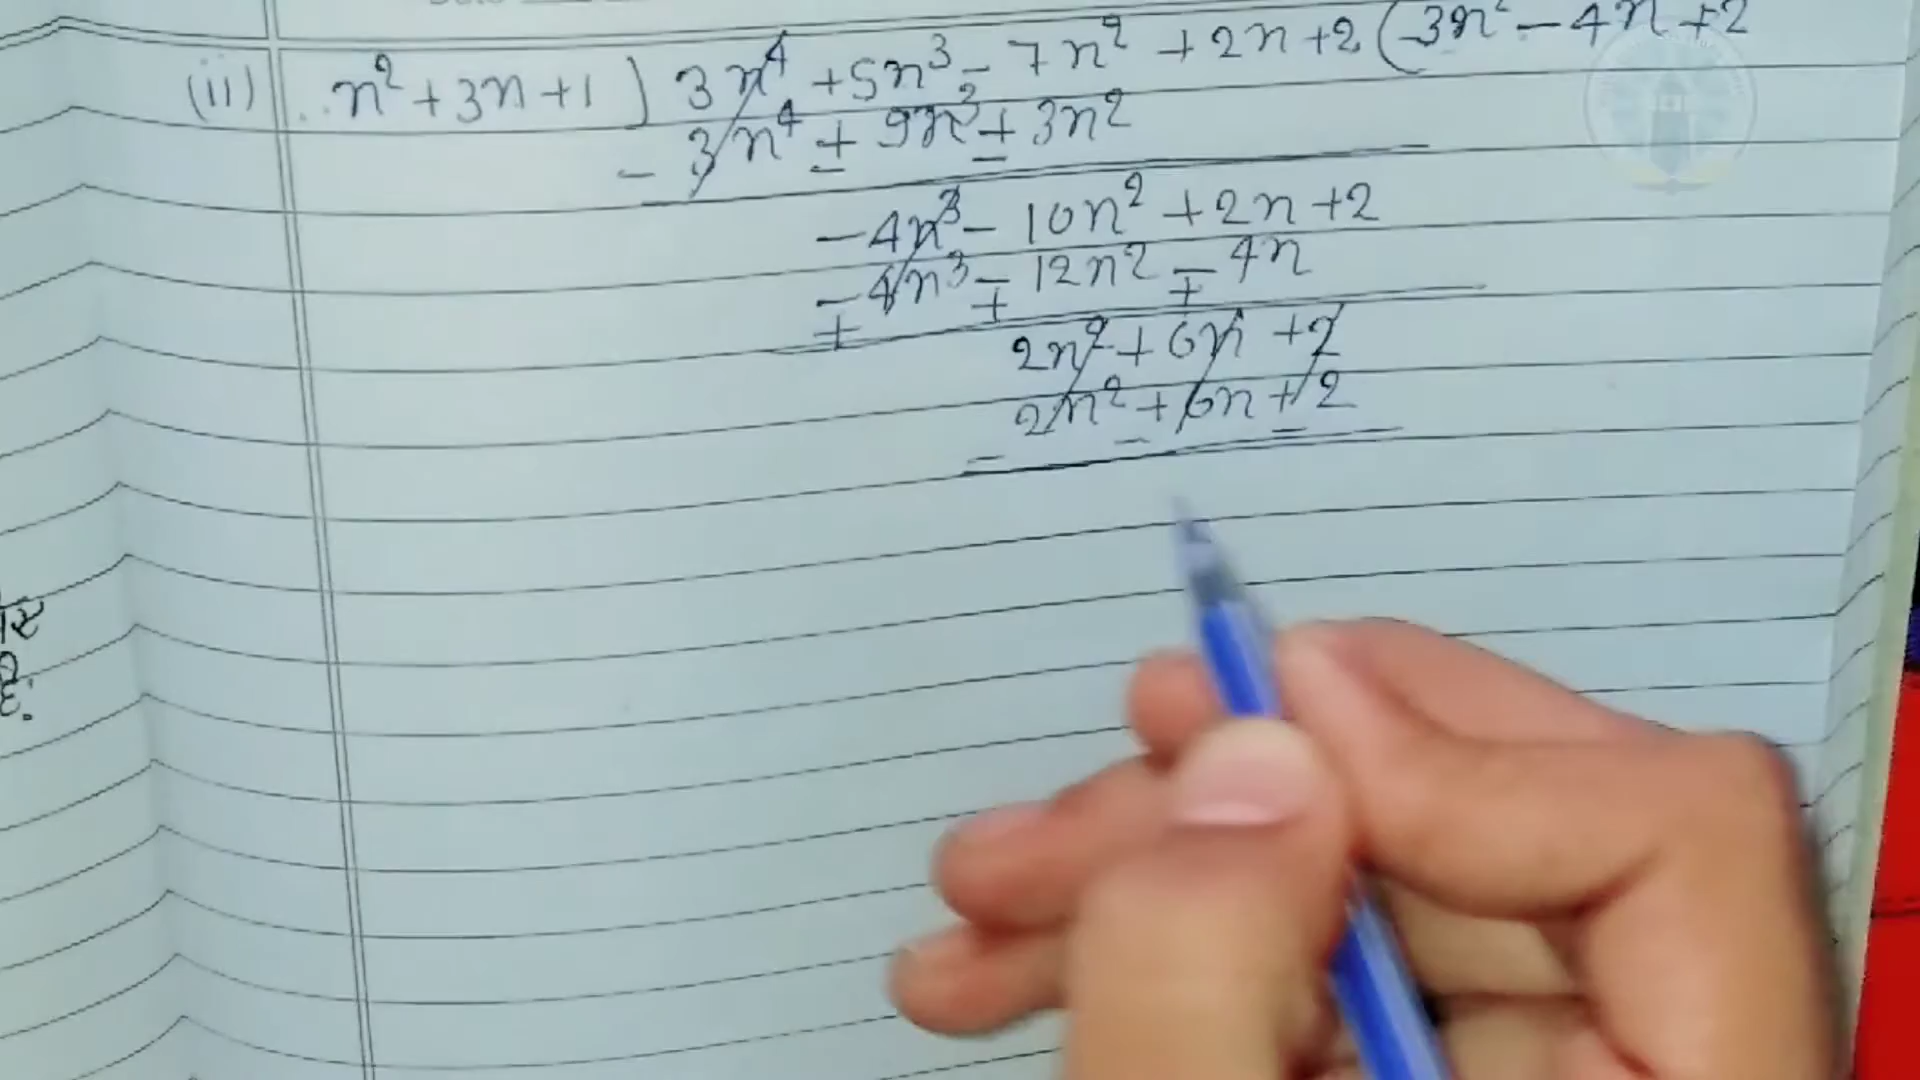 (ii) x² + 3x + 1 ) 3x⁴ + 5x³ - 7x² + 2x + 2 ( 3x² - 4x + 2
3x⁴ + 9x³ + 3x²
- - -
-4x³ - 10x² + 2x + 2
-4x³ - 12x² - 4x
+ + +
2x² + 6x + 2
2x² + 6x + 2
- - -